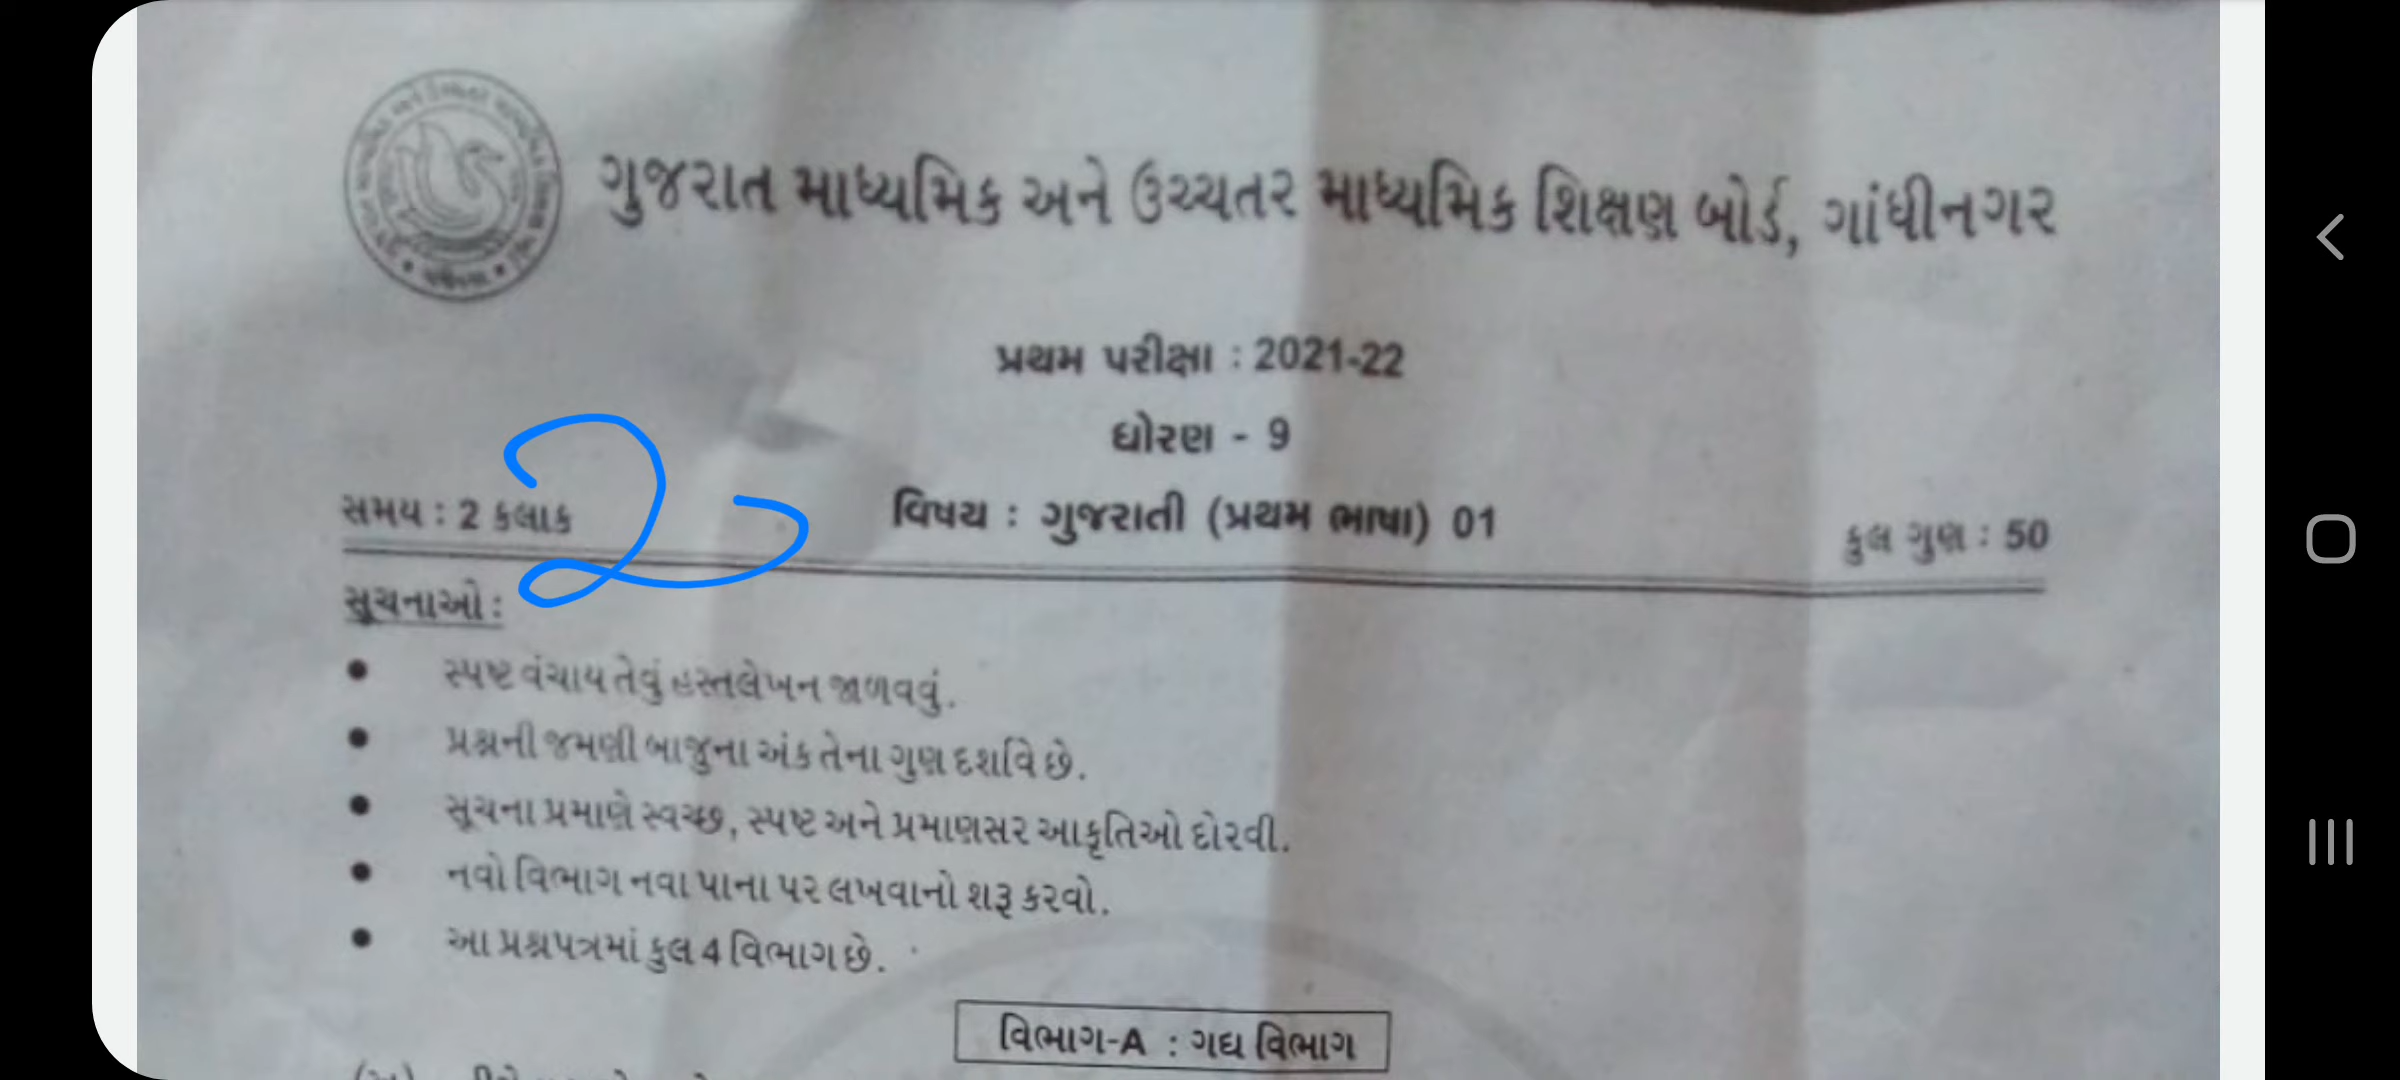 ગુજરાત માધ્યમિક અને ઉચ્ચતર માધ્યમિક શિક્ષણ બોર્ડ, ગાંધીનગર
પ્રથમ પરીક્ષા : 2021-22
ધોરણ - 9
સમય : 2 કલાક વિષય : ગુજરાતી (પ્રથમ ભાષા) 01 કુલ ગુણ : 50
2
સૂચનાઓ :
● સ્પષ્ટ વંચાય તેવું હસ્તલેખન જાળવવું.
● પ્રશ્નની જમણી બાજુના અંક તેના ગુણ દર્શાવે છે.
● સૂચના પ્રમાણે સ્વચ્છ, સ્પષ્ટ અને પ્રમાણસર આકૃતિઓ દોરવી.
● નવો વિભાગ નવા પાના પર લખવાનો શરૂ કરવો.
● આ પ્રશ્નપત્રમાં કુલ 4 વિભાગ છે.
વિભાગ-A : ગદ્ય વિભાગ